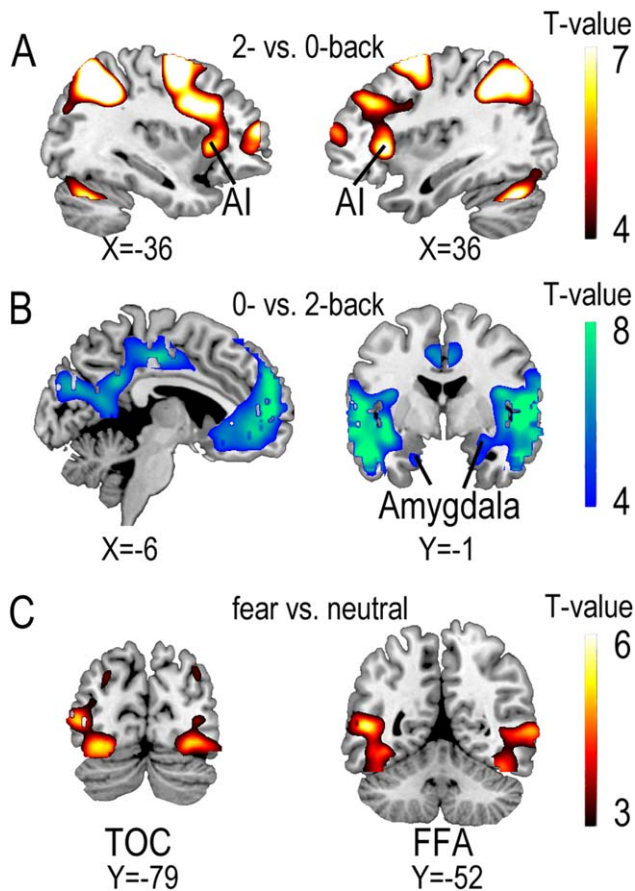 A
2- vs. 0-back
T-value
7
4
AI
AI
X=-36
X=36
B
0- vs. 2-back
T-value
8
4
Amygdala
X=-6
Y=-1
C
fear vs. neutral
T-value
6
3
TOC
FFA
Y=-79
Y=-52